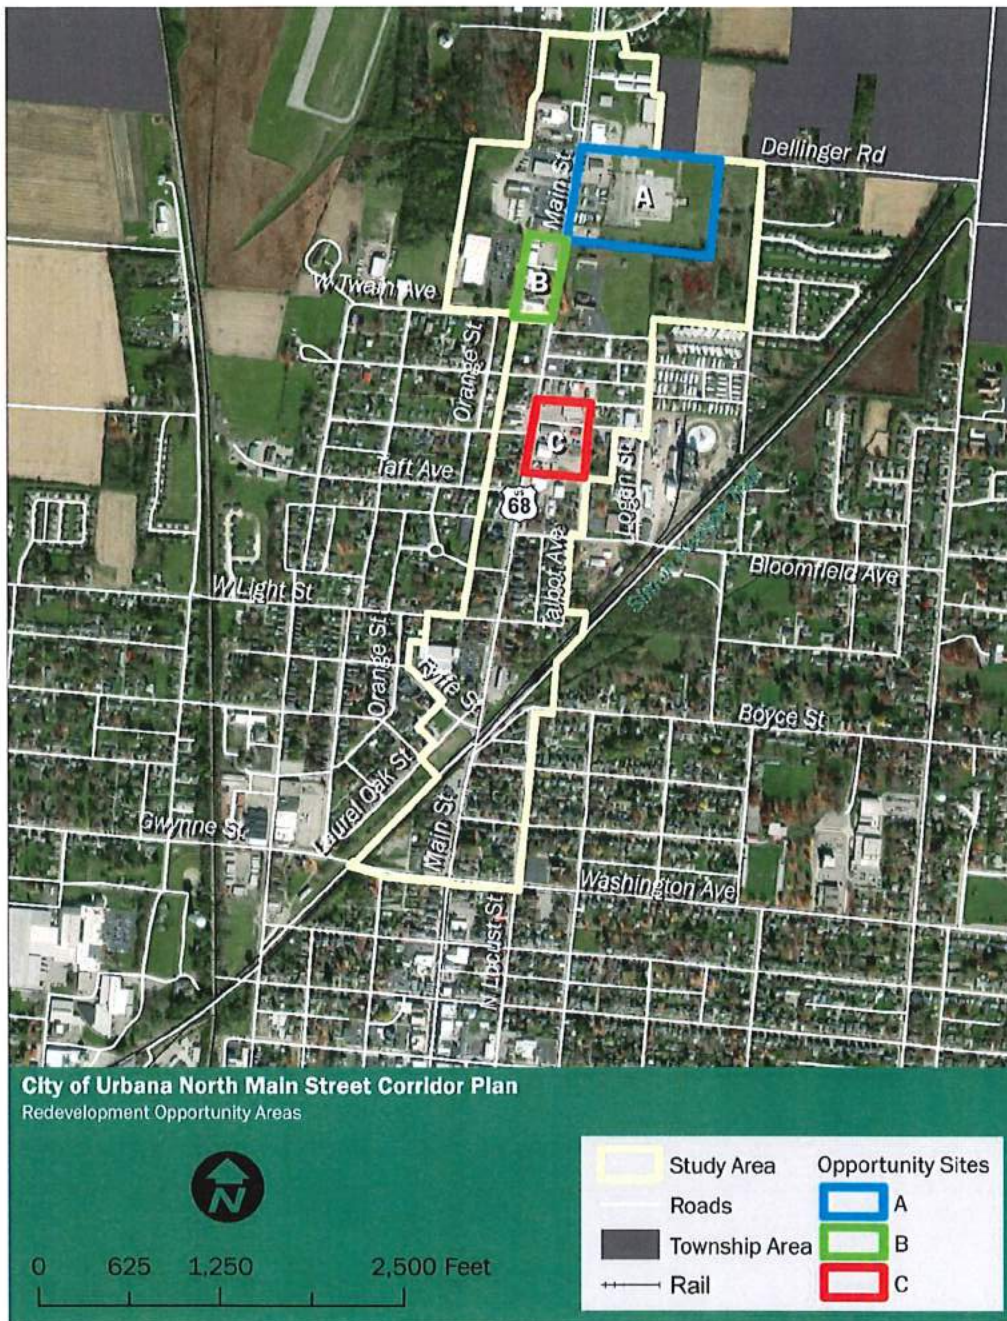 Dellinger Rd
Main St
A
B
W Twain Ave
Orange St
C
Taft Ave
US
68
Logan St
Talbot Ave
Bloomfield Ave
W Light St
Orange St
Fyffe St
Boyce St
Laurel Oak St
Gwynne St
Main St
Washington Ave
N Locust St
City of Urbana North Main Street Corridor Plan
Redevelopment Opportunity Areas
N
0 625 1,250 2,500 Feet
Study Area
Roads
Township Area
Rail
Opportunity Sites
A
B
C